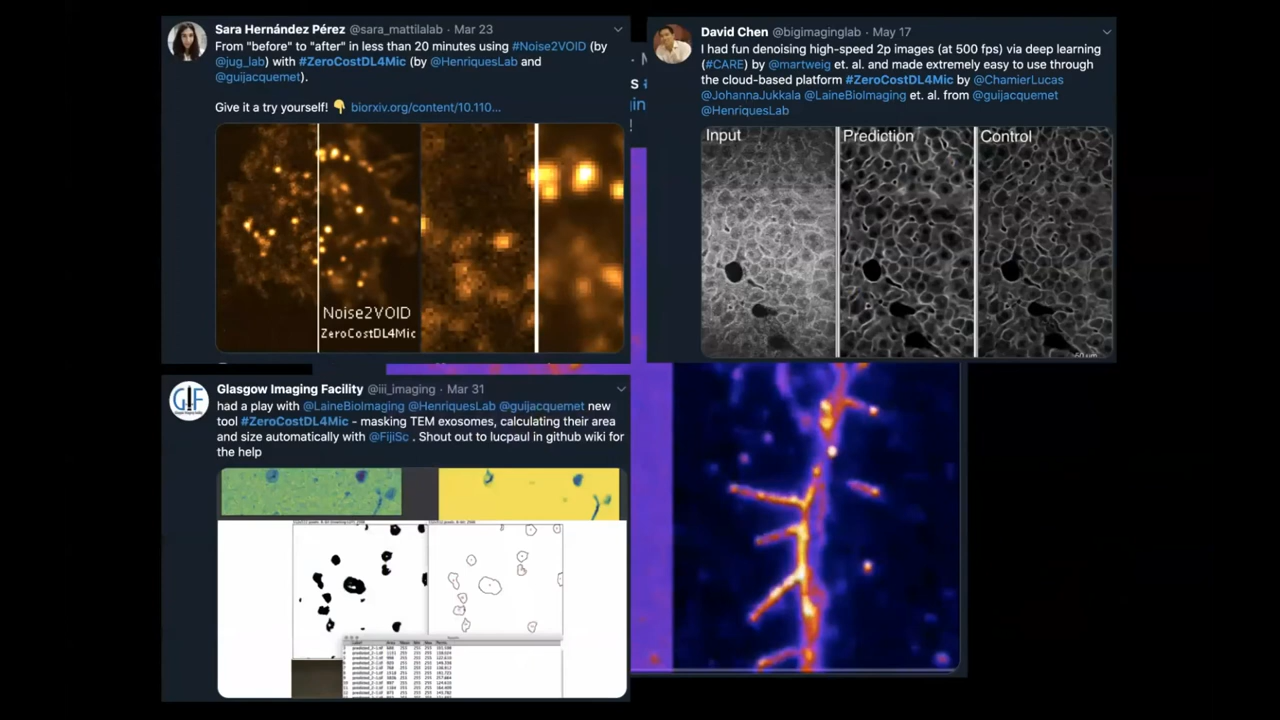 Sara Hernández Pérez @sara_mattilalab · Mar 23
From "before" to "after" in less than 20 minutes using #Noise2VOID (by
@jug_lab) with #ZeroCostDL4Mic (by @HenriquesLab and
@guijacquemet).
Give it a try yourself! 👇 biorxiv.org/content/10.110...
Noise2VOID
ZeroCostDL4Mic
David Chen @bigimaginglab · May 17
I had fun denoising high-speed 2p images (at 500 fps) via deep learning
(#CARE) by @martweig et. al. and made extremely easy to use through
the cloud-based platform #ZeroCostDL4Mic by @ChamierLucas
@JohannaJukkala @LaineBioImaging et. al. from @guijacquemet
@HenriquesLab
Input Prediction Control
Glasgow Imaging Facility @iii_imaging · Mar 31
had a play with @LaineBioImaging @HenriquesLab @guijacquemet new
tool #ZeroCostDL4Mic - masking TEM exosomes, calculating their area
and size automatically with @FijiSc . Shout out to lucpaul in github wiki for
the help